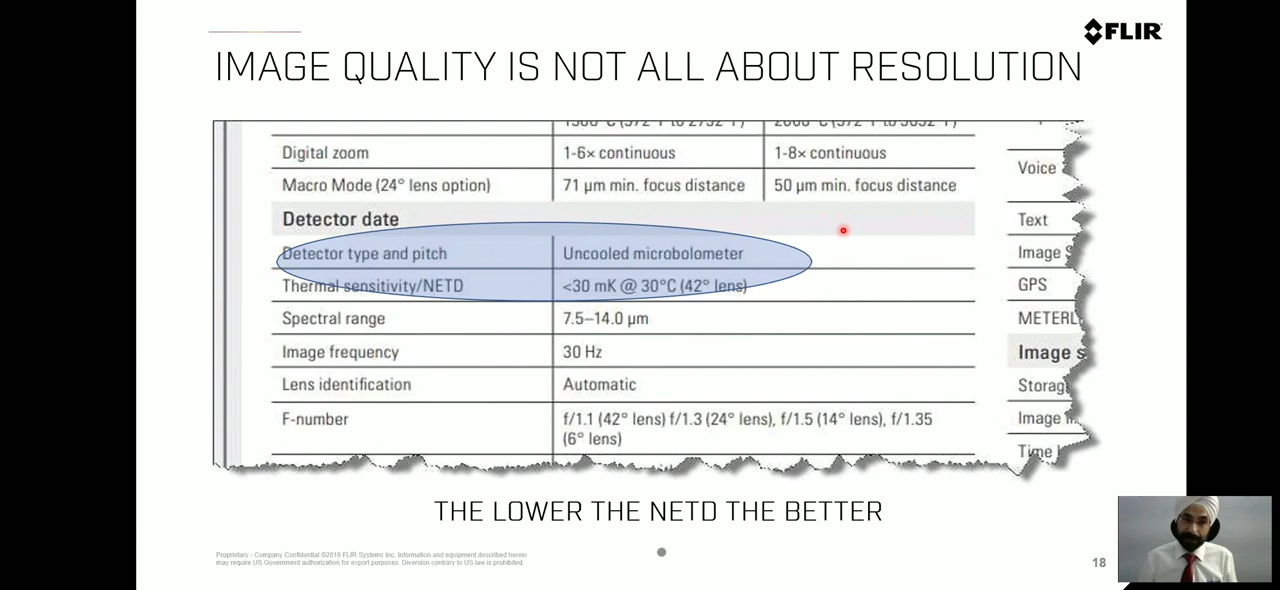 FLIR
IMAGE QUALITY IS NOT ALL ABOUT RESOLUTION
Digital zoom 1-6× continuous 1-8× continuous
Macro Mode (24° lens option) 71 µm min. focus distance 50 µm min. focus distance
Detector date
Detector type and pitch Uncooled microbolometer
Thermal sensitivity/NETD <30 mK @ 30°C (42° lens)
Spectral range 7.5–14.0 µm
Image frequency 30 Hz
Lens identification Automatic
F-number f/1.1 (42° lens) f/1.3 (24° lens), f/1.5 (14° lens), f/1.35
(6° lens)
Voice
Text
Image
GPS
METERL
Image s
Storag
Image
Time
THE LOWER THE NETD THE BETTER
Proprietary - Company Confidential ©2019 FLIR Systems Inc. Information and equipment described herein
may require US Government authorization for export purposes. Diversion contrary to US law is prohibited.
18